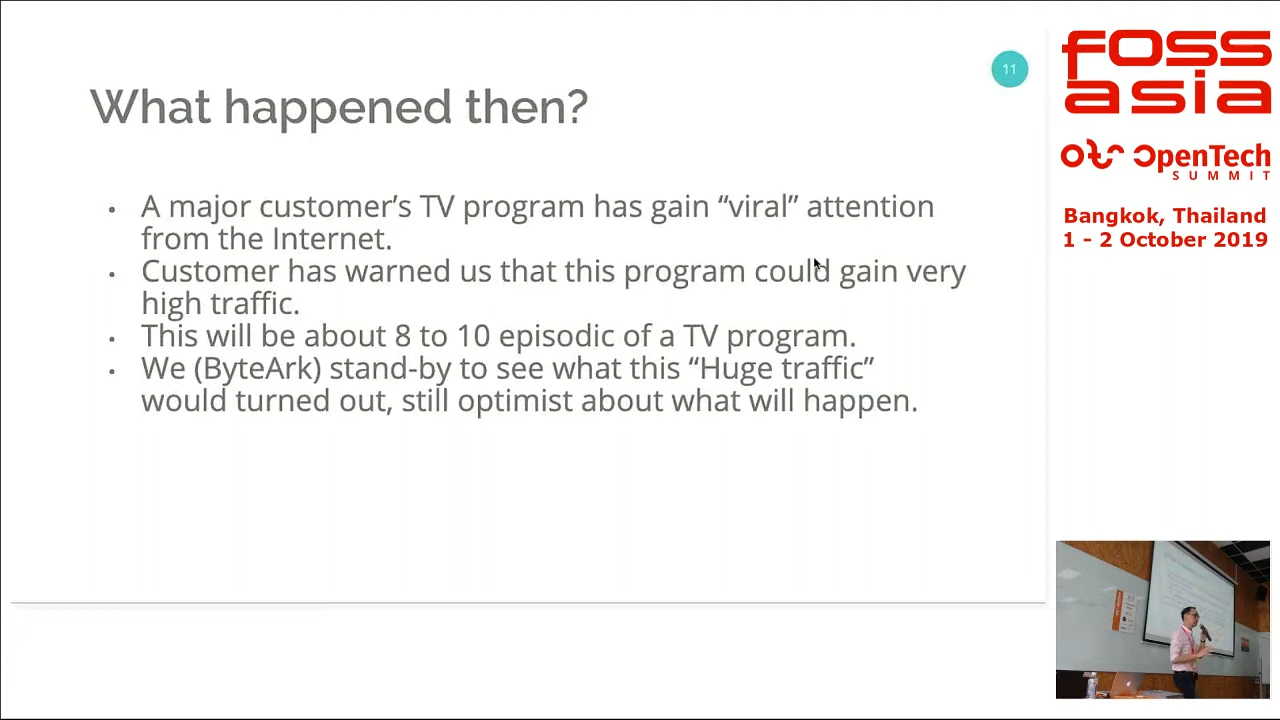 11
What happened then?
• A major customer's TV program has gain “viral” attention
from the Internet.
• Customer has warned us that this program could gain very
high traffic.
• This will be about 8 to 10 episodic of a TV program.
• We (ByteArk) stand-by to see what this “Huge traffic”
would turned out, still optimist about what will happen.
FOSS
asia
OpenTech
SUMMIT
Bangkok, Thailand
1 - 2 October 2019